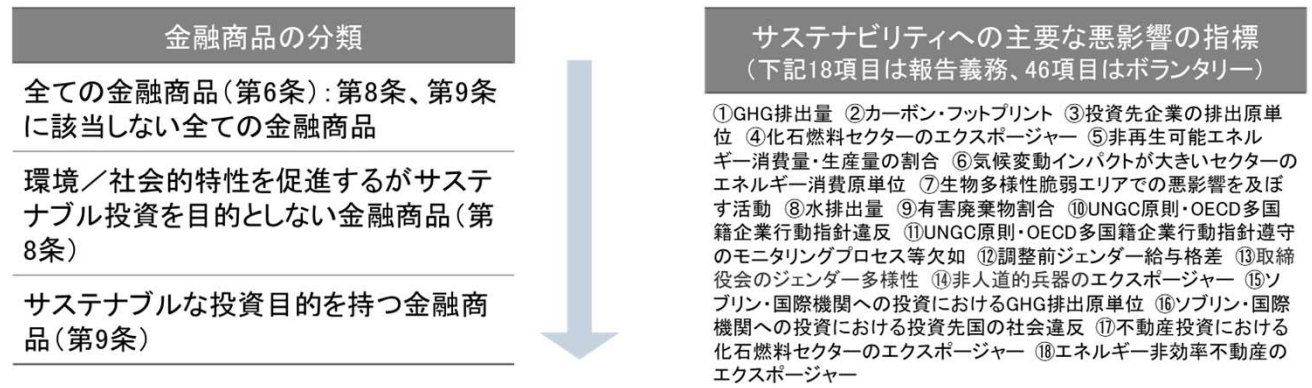 金融商品の分類
全ての金融商品(第6条):第8条、第9条
に該当しない全ての金融商品
環境／社会的特性を促進するがサステ
ナブル投資を目的としない金融商品(第
8条)
サステナブルな投資目的を持つ金融商
品(第9条)
サステナビリティへの主要な悪影響の指標
(下記18項目は報告義務、46項目はボランタリー)
①GHG排出量 ②カーボン・フットプリント ③投資先企業の排出原単
位 ④化石燃料セクターのエクスポージャー ⑤非再生可能エネル
ギー消費量・生産量の割合 ⑥気候変動インパクトが大きいセクターの
エネルギー消費原単位 ⑦生物多様性脆弱エリアでの悪影響を及ぼ
す活動 ⑧水排出量 ⑨有害廃棄物割合 ⑩UNGC原則・OECD多国
籍企業行動指針違反 ⑪UNGC原則・OECD多国籍企業行動指針遵守
のモニタリングプロセス等欠如 ⑫調整前ジェンダー給与格差 ⑬取締
役会のジェンダー多様性 ⑭非人道的兵器のエクスポージャー ⑮ソ
ブリン・国際機関への投資におけるGHG排出原単位 ⑯ソブリン・国際
機関への投資における投資先国の社会違反 ⑰不動産投資における
化石燃料セクターのエクスポージャー ⑱エネルギー非効率不動産の
エクスポージャー